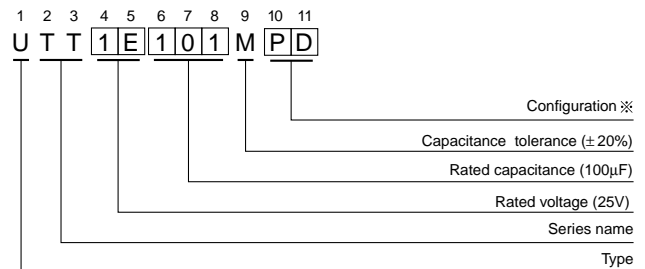 1 2 3 4 5 6 7 8 9 10 11
U T T 1 E 1 0 1 M P D
Configuration ※
Capacitance tolerance (±20%)
Rated capacitance (100µF)
Rated voltage (25V)
Series name
Type